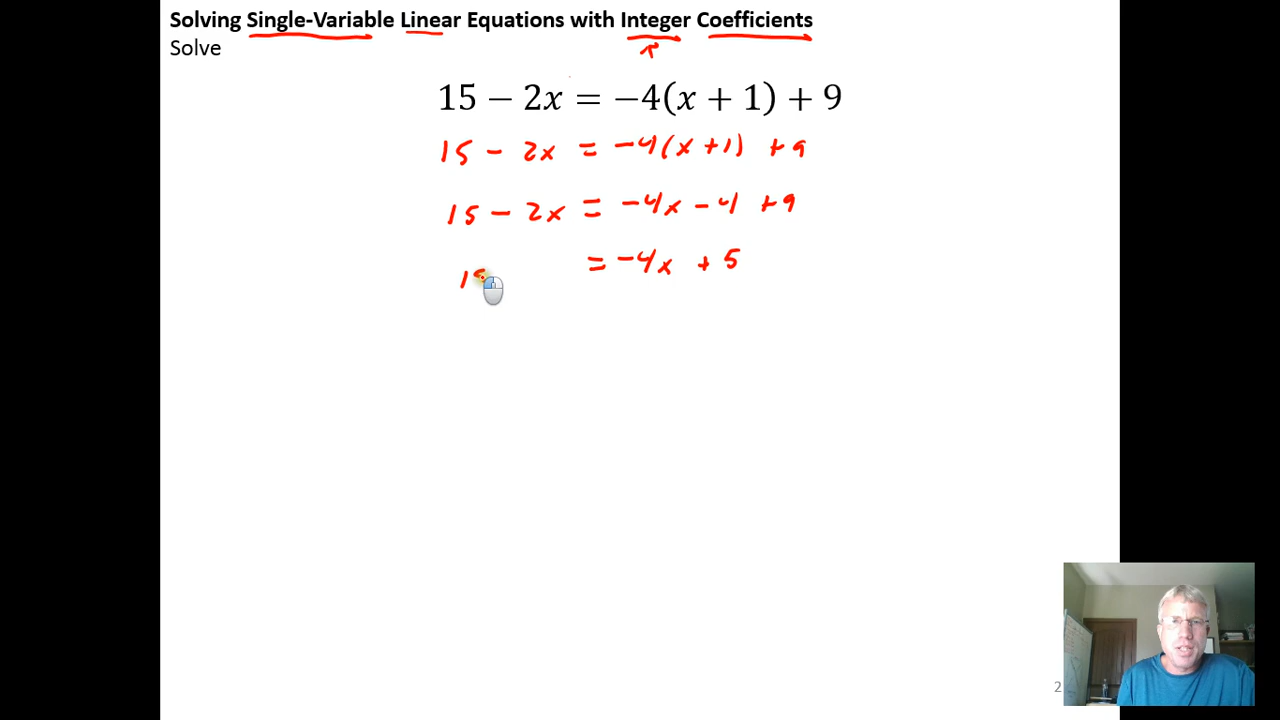 Solving Single-Variable Linear Equations with Integer Coefficients
Solve
15 − 2x = −4(x + 1) + 9
15 − 2x = −4(x + 1) + 9
15 − 2x = −4x − 4 + 9
15 = −4x + 5
2